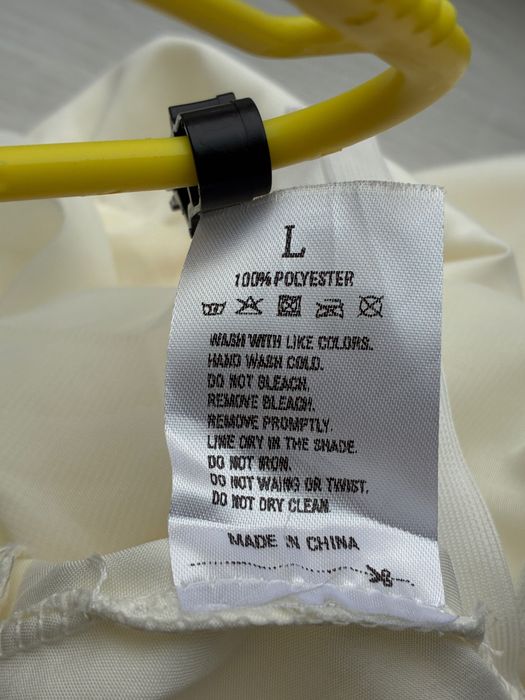 L
100% POLYESTER
WASH WITH LIKE COLORS.
HAND WASH COLD.
DO NOT BLEACH.
REMOVE BLEACH.
REMOVE PROMPTLY.
LINE DRY IN THE SHADE.
DO NOT IRON.
DO NOT WAING OR TWIST.
DO NOT DRY CLEAN
MADE IN CHINA